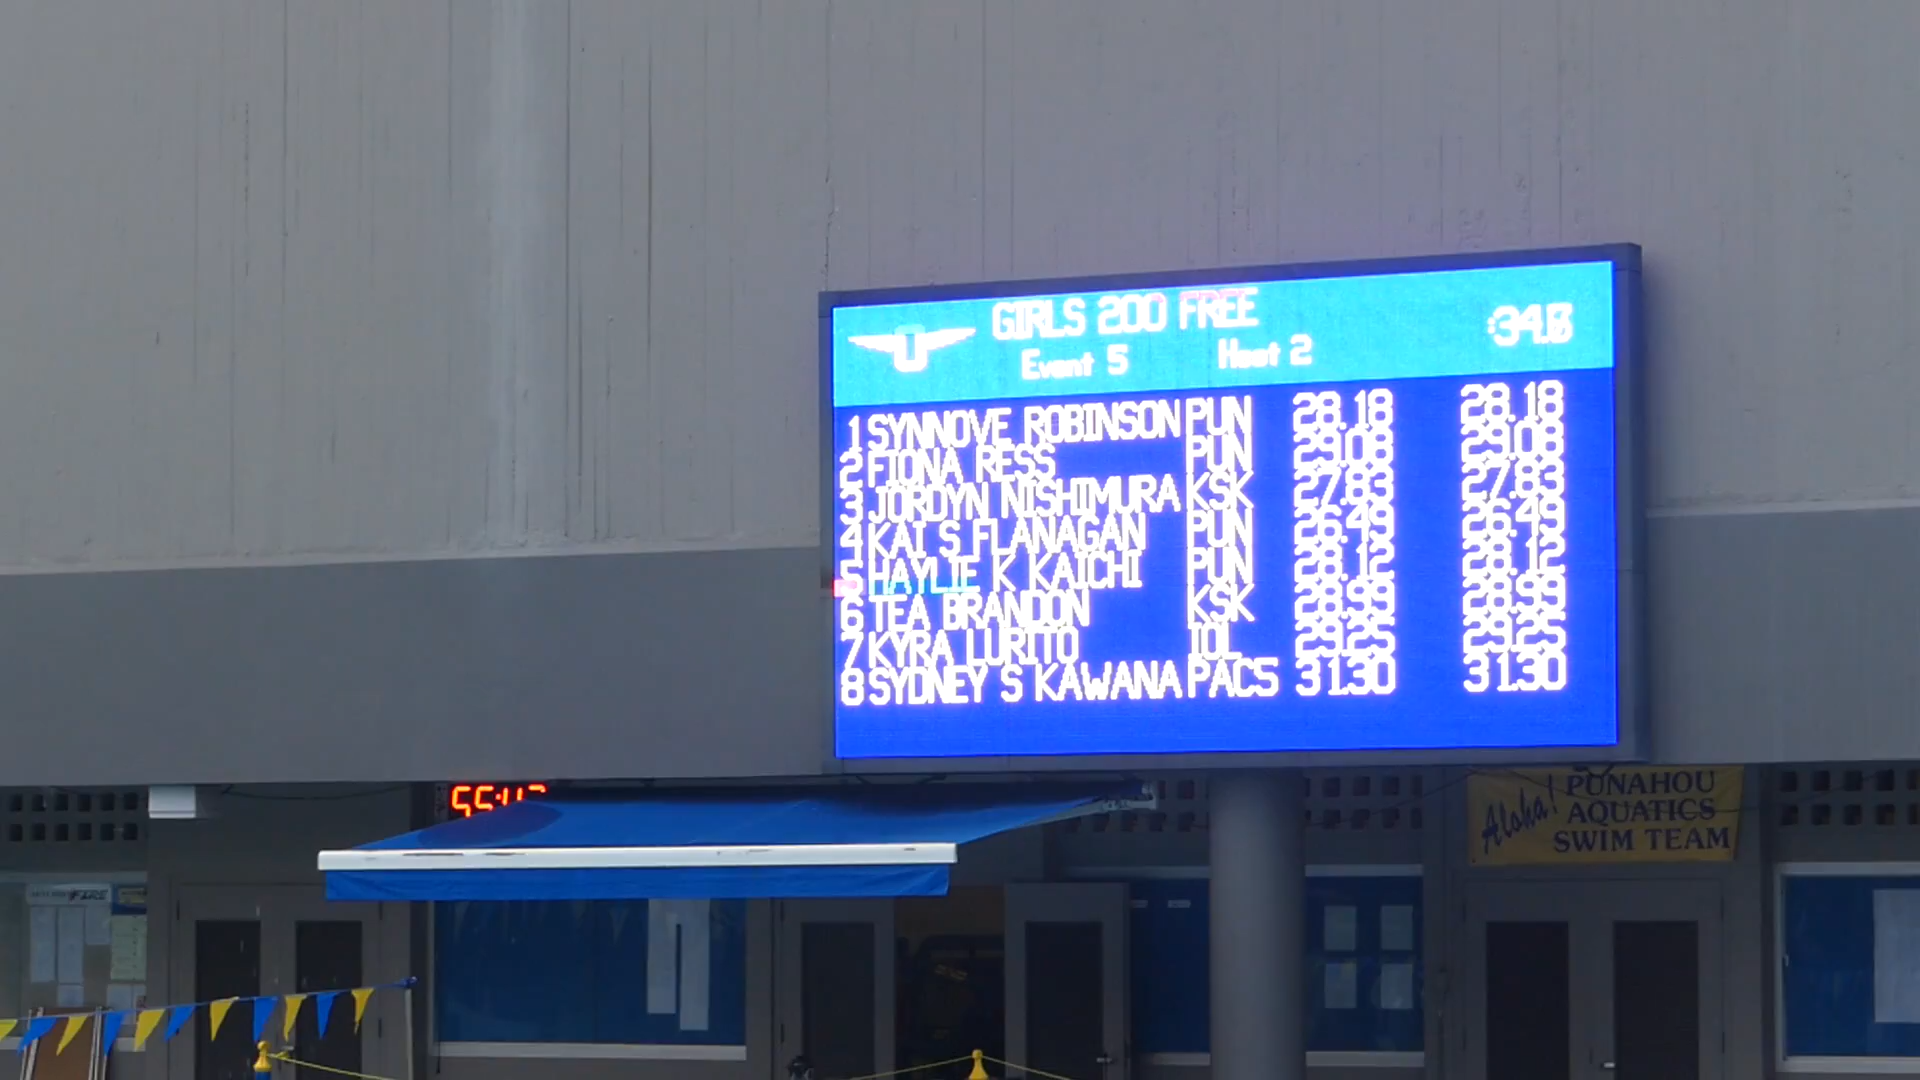 GIRLS 200 FREE
Event 5 Heat 2
1 SYNNOVE ROBINSON PUN 28.18 28.18
2 FIONA RESS PUN 29.08 29.08
3 JORDYN NISHIMURA KSK 27.83 27.83
4 KAI S FLANAGAN PUN 26.49 26.49
5 HAYLIE K KAICHI PUN 28.12 28.12
6 TEA BRANDON KSK 28.99 28.99
7 KYRA LURITO IOL 29.25 29.25
8 SYDNEY S KAWANA PACS 31.30 31.30
Aloha! PUNAHOU
AQUATICS
SWIM TEAM